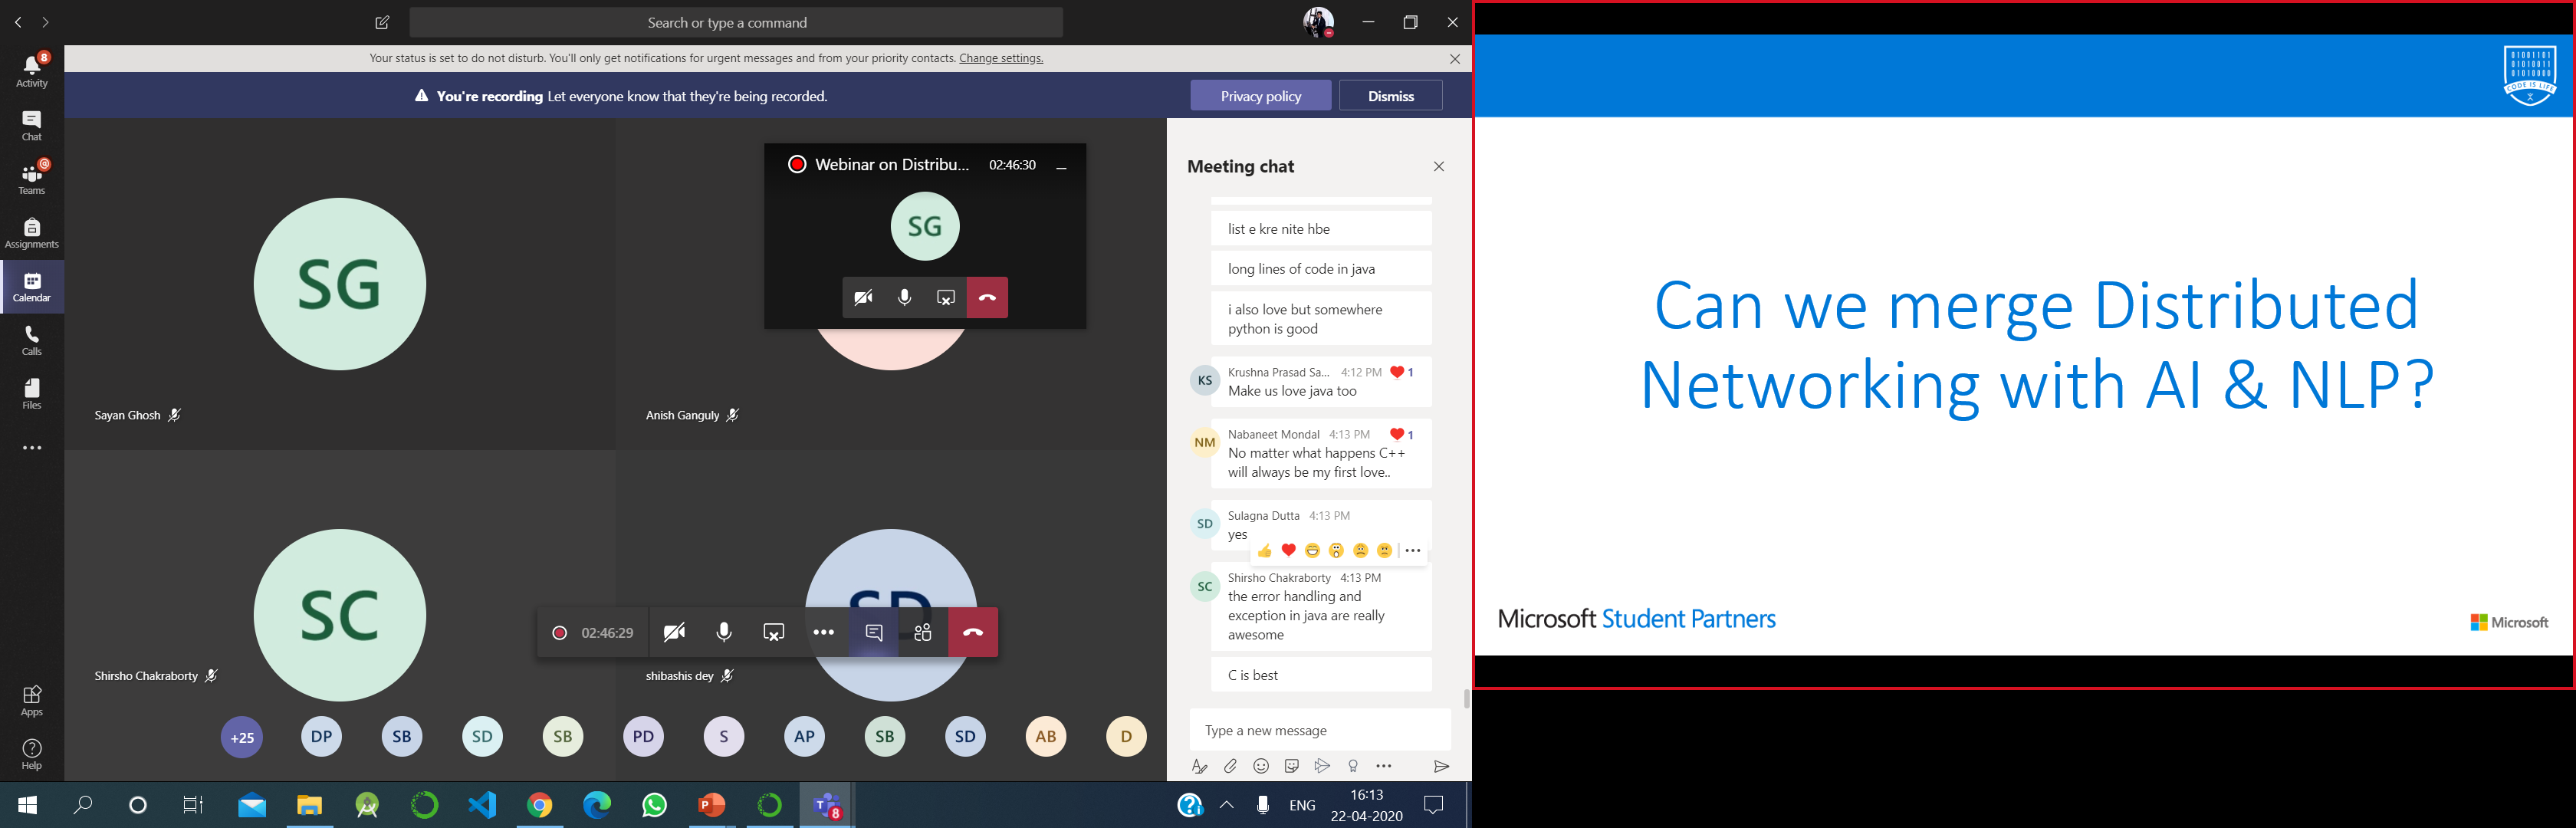 Search or type a command
Your status is set to do not disturb. You'll only get notifications for urgent messages and from your priority contacts. Change settings.
You're recording Let everyone know that they're being recorded.
Privacy policy
Dismiss
8
Activity
Chat
@
Teams
Assignments
Calendar
Calls
Files
Apps
Help
SG
Sayan Ghosh
Webinar on Distribu...
02:46:30
SG
Anish Ganguly
SC
Shirsho Chakraborty
SD
shibashis dey
02:46:29
+25
DP
SB
SD
SB
PD
S
AP
SB
SD
AB
D
Meeting chat
list e kre nite hbe
long lines of code in java
i also love but somewhere
python is good
KS
Krushna Prasad Sa... 4:12 PM
1
Make us love java too
NM
Nabaneet Mondal 4:13 PM
1
No matter what happens C++
will always be my first love..
SD
Sulagna Dutta 4:13 PM
yes
SC
Shirsho Chakraborty 4:13 PM
the error handling and
exception in java are really
awesome
C is best
Type a new message
8
ENG
16:13
22-04-2020
01001101
01010011
01010000
CODE IS LIFE
Can we merge Distributed
Networking with AI & NLP?
Microsoft Student Partners
Microsoft